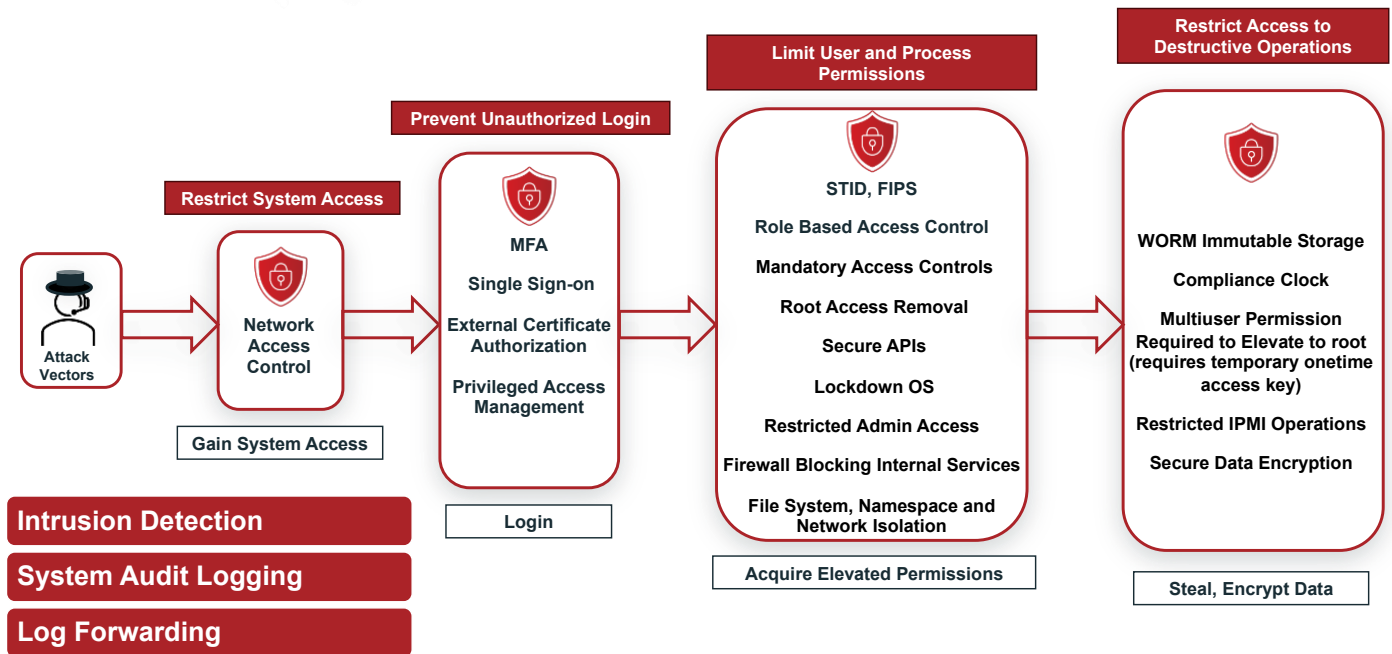 Attack
Vectors
Restrict System Access
Network
Access
Control
Gain System Access
Prevent Unauthorized Login
MFA
Single Sign-on
External Certificate
Authorization
Privileged Access
Management
Login
Limit User and Process
Permissions
STID, FIPS
Role Based Access Control
Mandatory Access Controls
Root Access Removal
Secure APIs
Lockdown OS
Restricted Admin Access
Firewall Blocking Internal Services
File System, Namespace and
Network Isolation
Acquire Elevated Permissions
Restrict Access to
Destructive Operations
WORM Immutable Storage
Compliance Clock
Multiuser Permission
Required to Elevate to root
(requires temporary onetime
access key)
Restricted IPMI Operations
Secure Data Encryption
Steal, Encrypt Data
Intrusion Detection
System Audit Logging
Log Forwarding